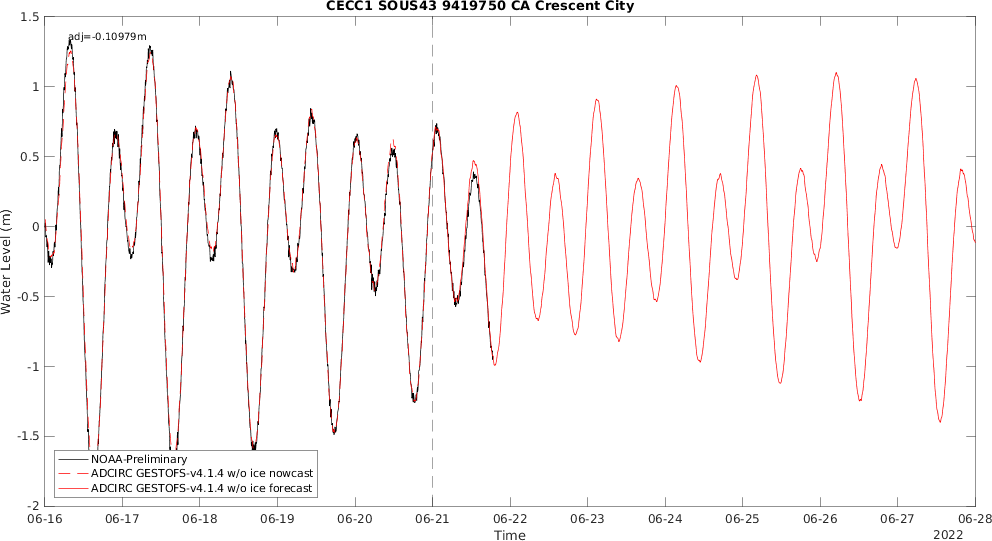 CECC1 SOUS43 9419750 CA Crescent City
adj=-0.10979m
1.5
1
0.5
0
-0.5
-1
-1.5
-2
Water Level (m)
NOAA-Preliminary
ADCIRC GESTOFS-v4.1.4 w/o ice nowcast
ADCIRC GESTOFS-v4.1.4 w/o ice forecast
06-16 06-17 06-18 06-19 06-20 06-21 06-22 06-23 06-24 06-25 06-26 06-27 06-28
Time
2022